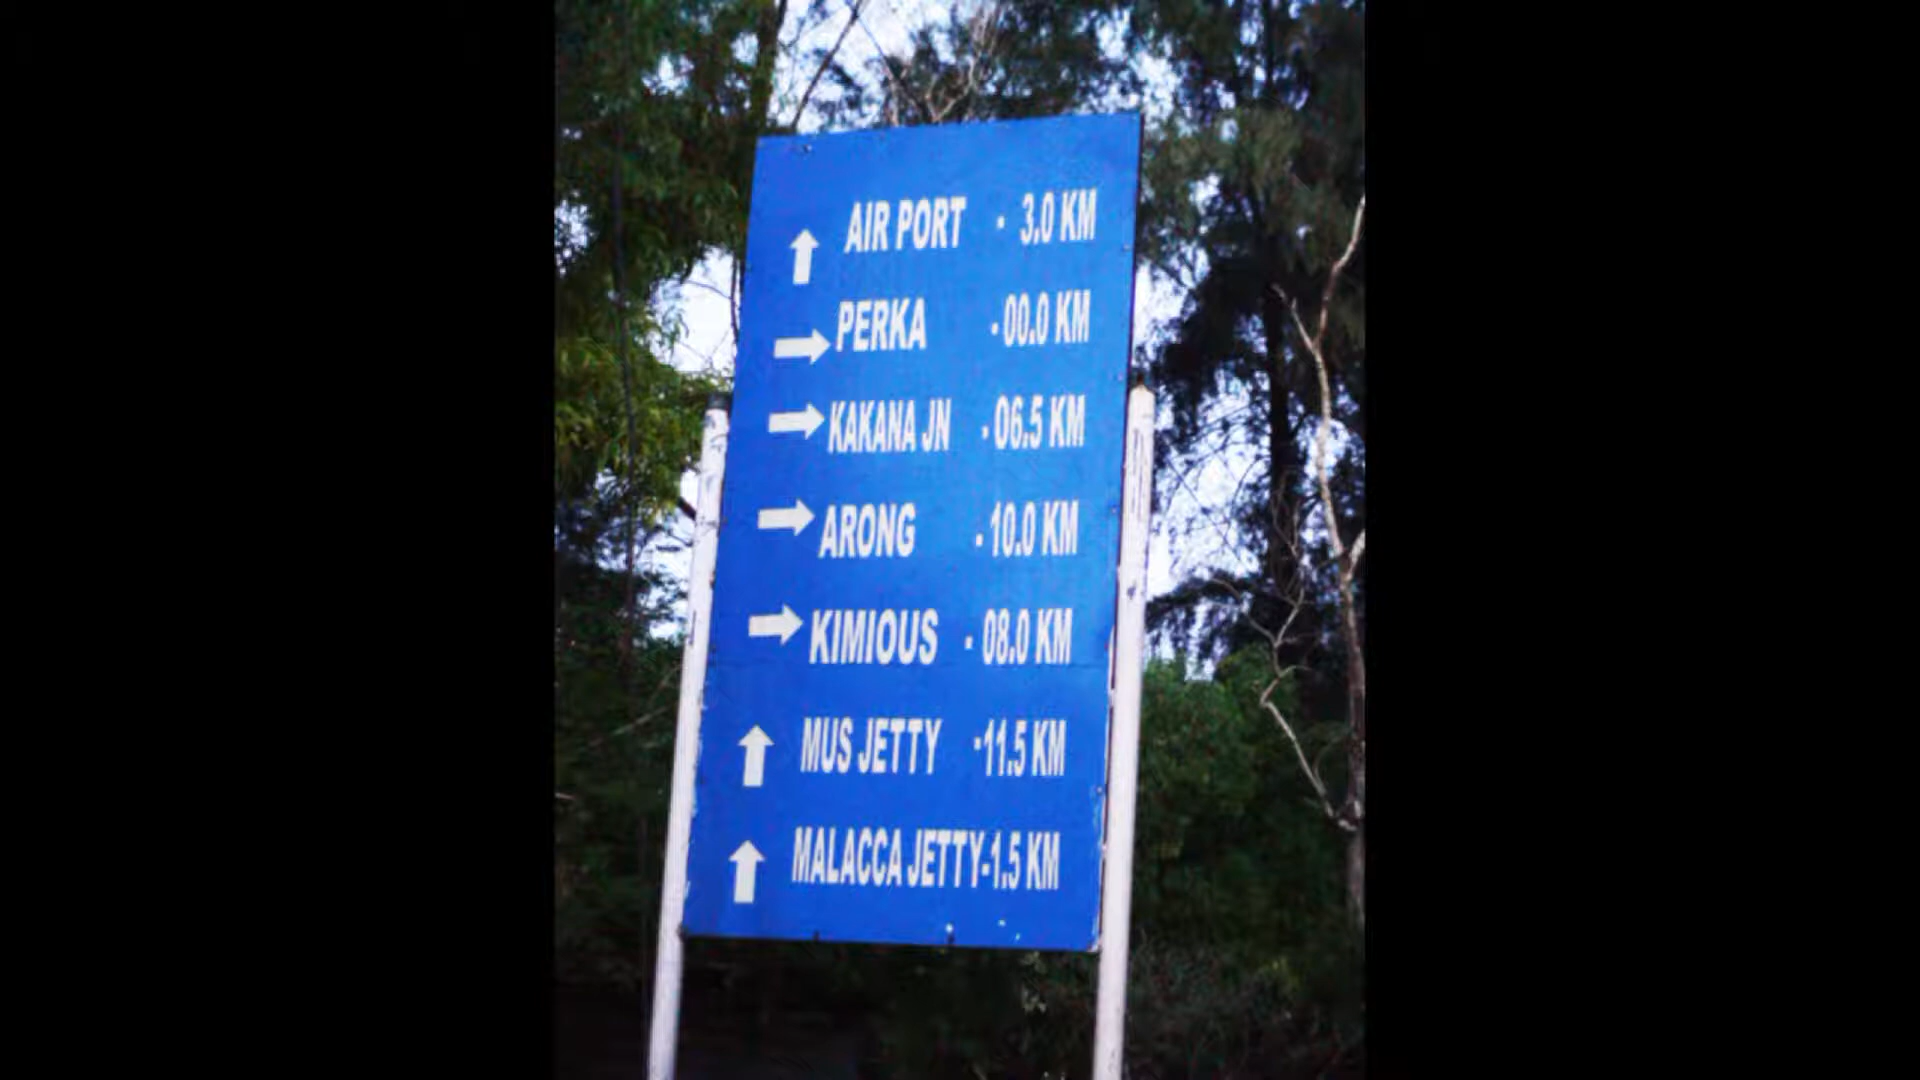 AIR PORT - 3.0 KM
PERKA - 00.0 KM
KAKANA JN - 06.5 KM
ARONG - 10.0 KM
KIMIOUS - 08.0 KM
MUS JETTY -11.5 KM
MALACCA JETTY-1.5 KM